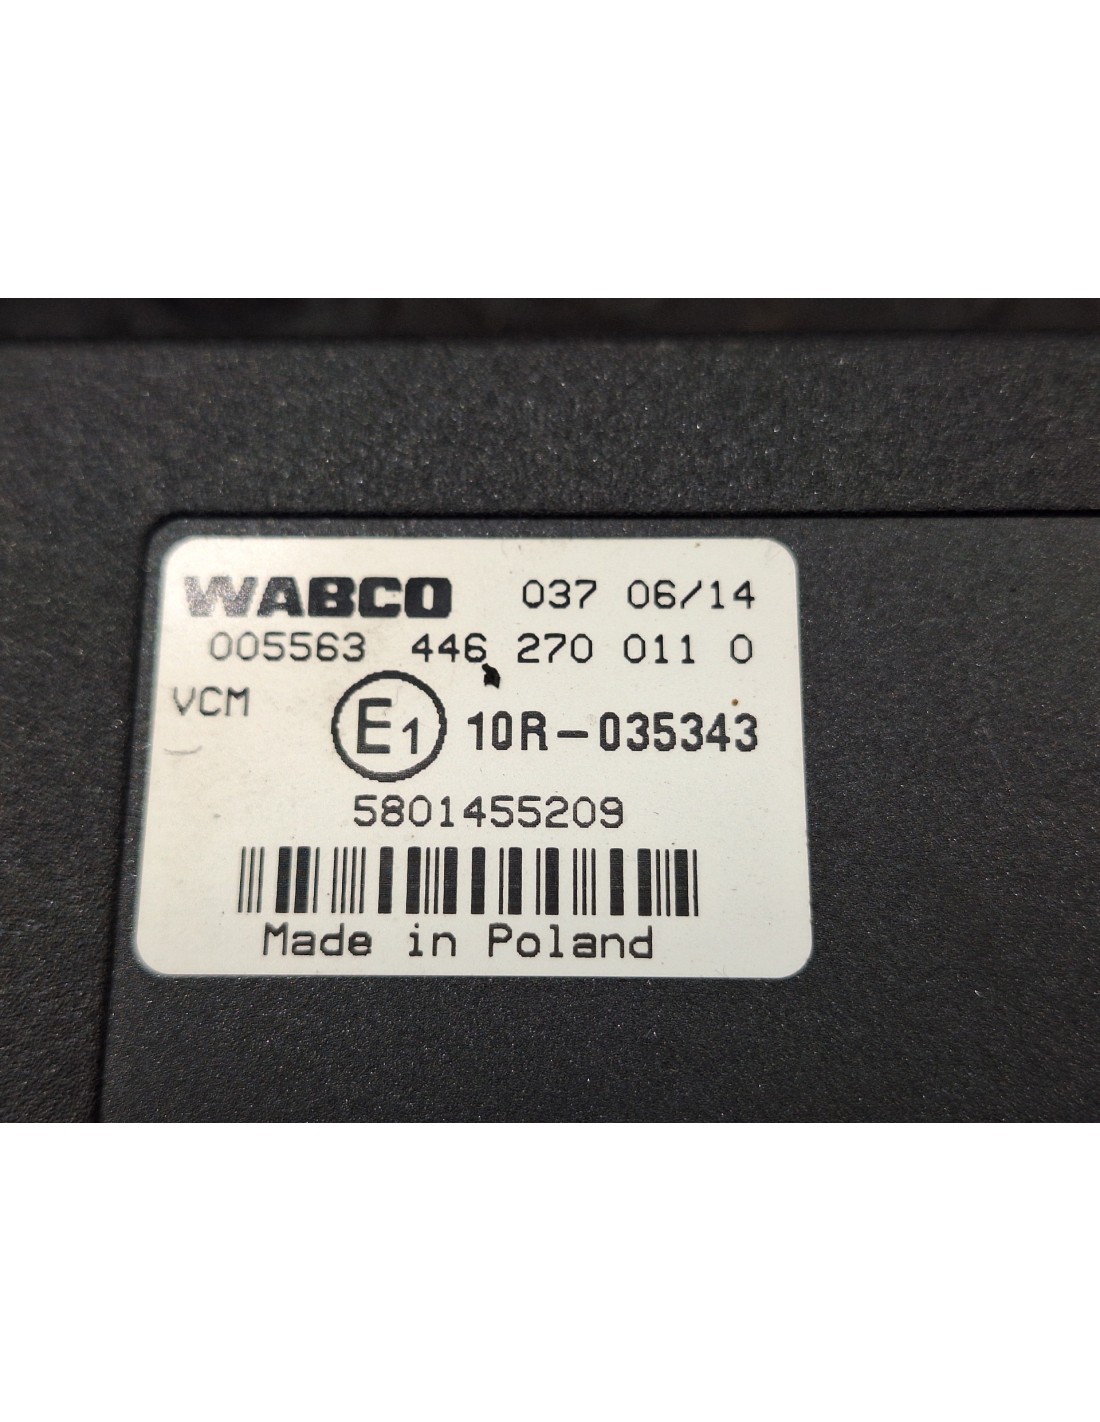 WABCO 037 06/14
005563 446 270 011 0
VCM
E1 10R-035343
5801455209
Made in Poland